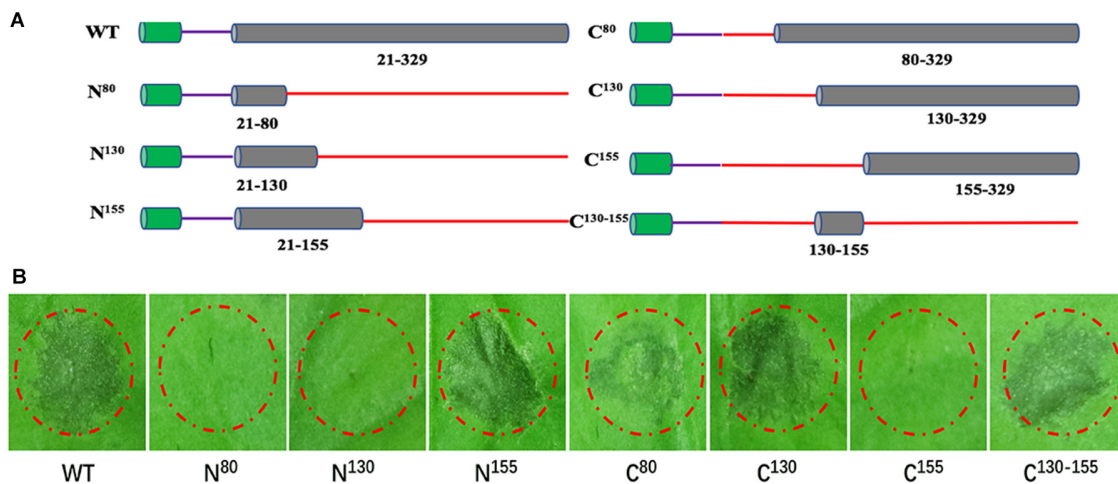 A
WT
21-329
N⁸⁰
21-80
N¹³⁰
21-130
N¹⁵⁵
21-155
C⁸⁰
80-329
C¹³⁰
130-329
C¹⁵⁵
155-329
C¹³⁰⁻¹⁵⁵
130-155
B
WT N⁸⁰ N¹³⁰ N¹⁵⁵ C⁸⁰ C¹³⁰ C¹⁵⁵ C¹³⁰⁻¹⁵⁵